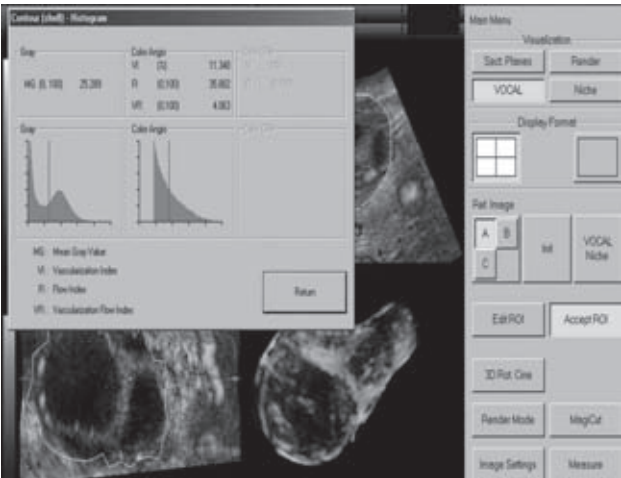 Contour (shell) - Histogram
Gray
MG (0, 100) 25.289
Color Angio
VI (%) 11.348
FI (0,100) 35.802
VFI (0,100) 4.063
Gray
Color Angio
MG: Mean Gray Value
VI: Vascularization Index
FI: Flow Index
VFI: Vascularization Flow Index
Return
Main Menu
Visualization
Sect. Planes
Render
VOCAL
Niche
Display Format
Ref. Image
A
B
C
Init
VOCAL Niche
Edit ROI
Accept ROI
3D Rot. Cine
Render Mode
MagiCut
Image Settings
Measure